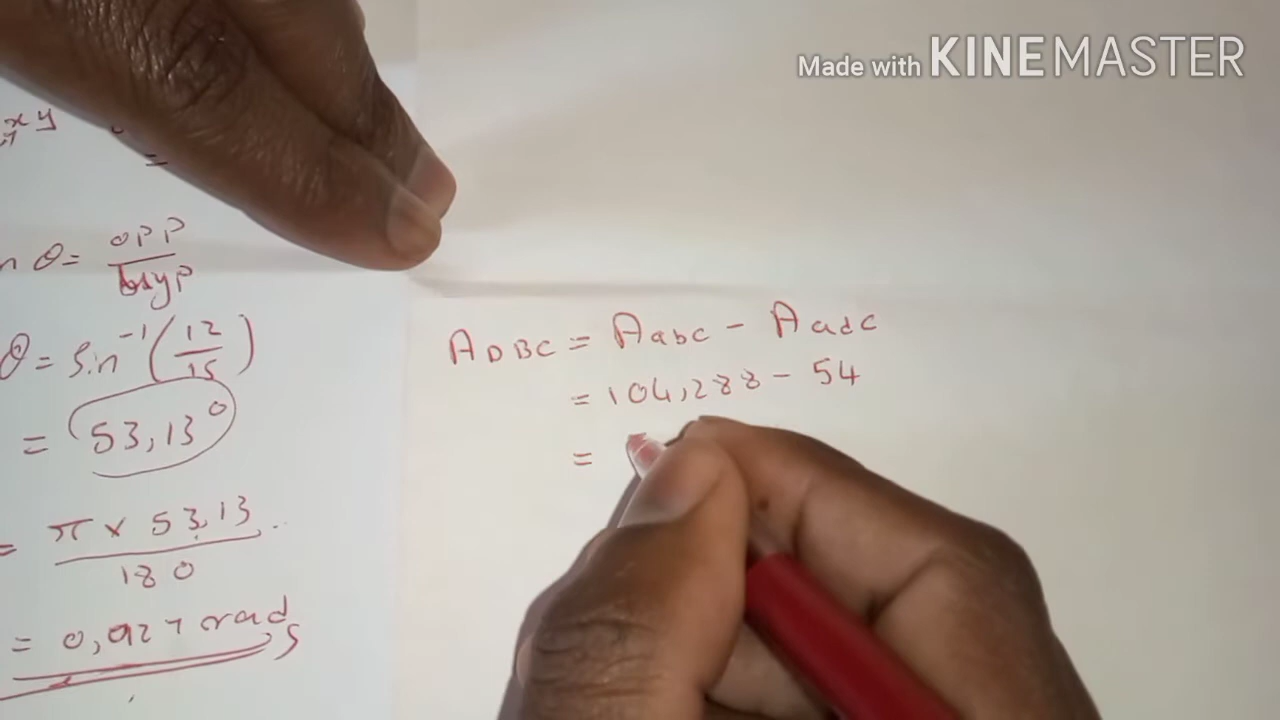 Made with KINEMASTER
xy
=
θ = opp
hyp
θ = sin⁻¹(12/15)
= 53,13°
= π × 53,13
180
= 0,927 rads
ADBC = Aabc - Aadc
= 104,288 - 54
=